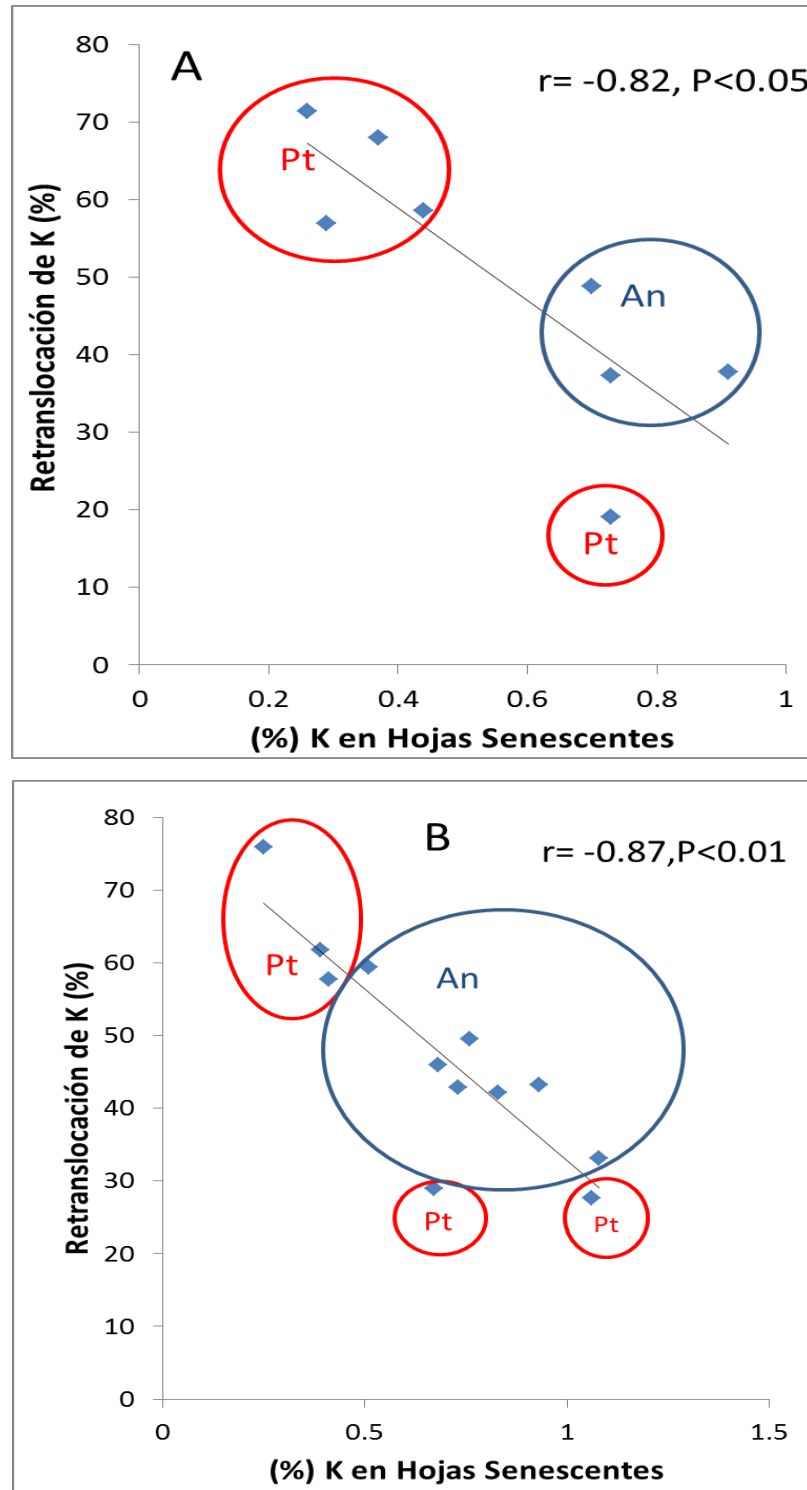 A
r= -0.82, P<0.05
80
70
60
50
40
30
20
10
0
Retranslocación de K (%)
Pt
An
Pt
0
0.2
0.4
0.6
0.8
1
(%) K en Hojas Senescentes
B
r= -0.87,P<0.01
80
70
60
50
40
30
20
10
0
Retranslocación de K (%)
Pt
An
Pt
Pt
0
0.5
1
1.5
(%) K en Hojas Senescentes